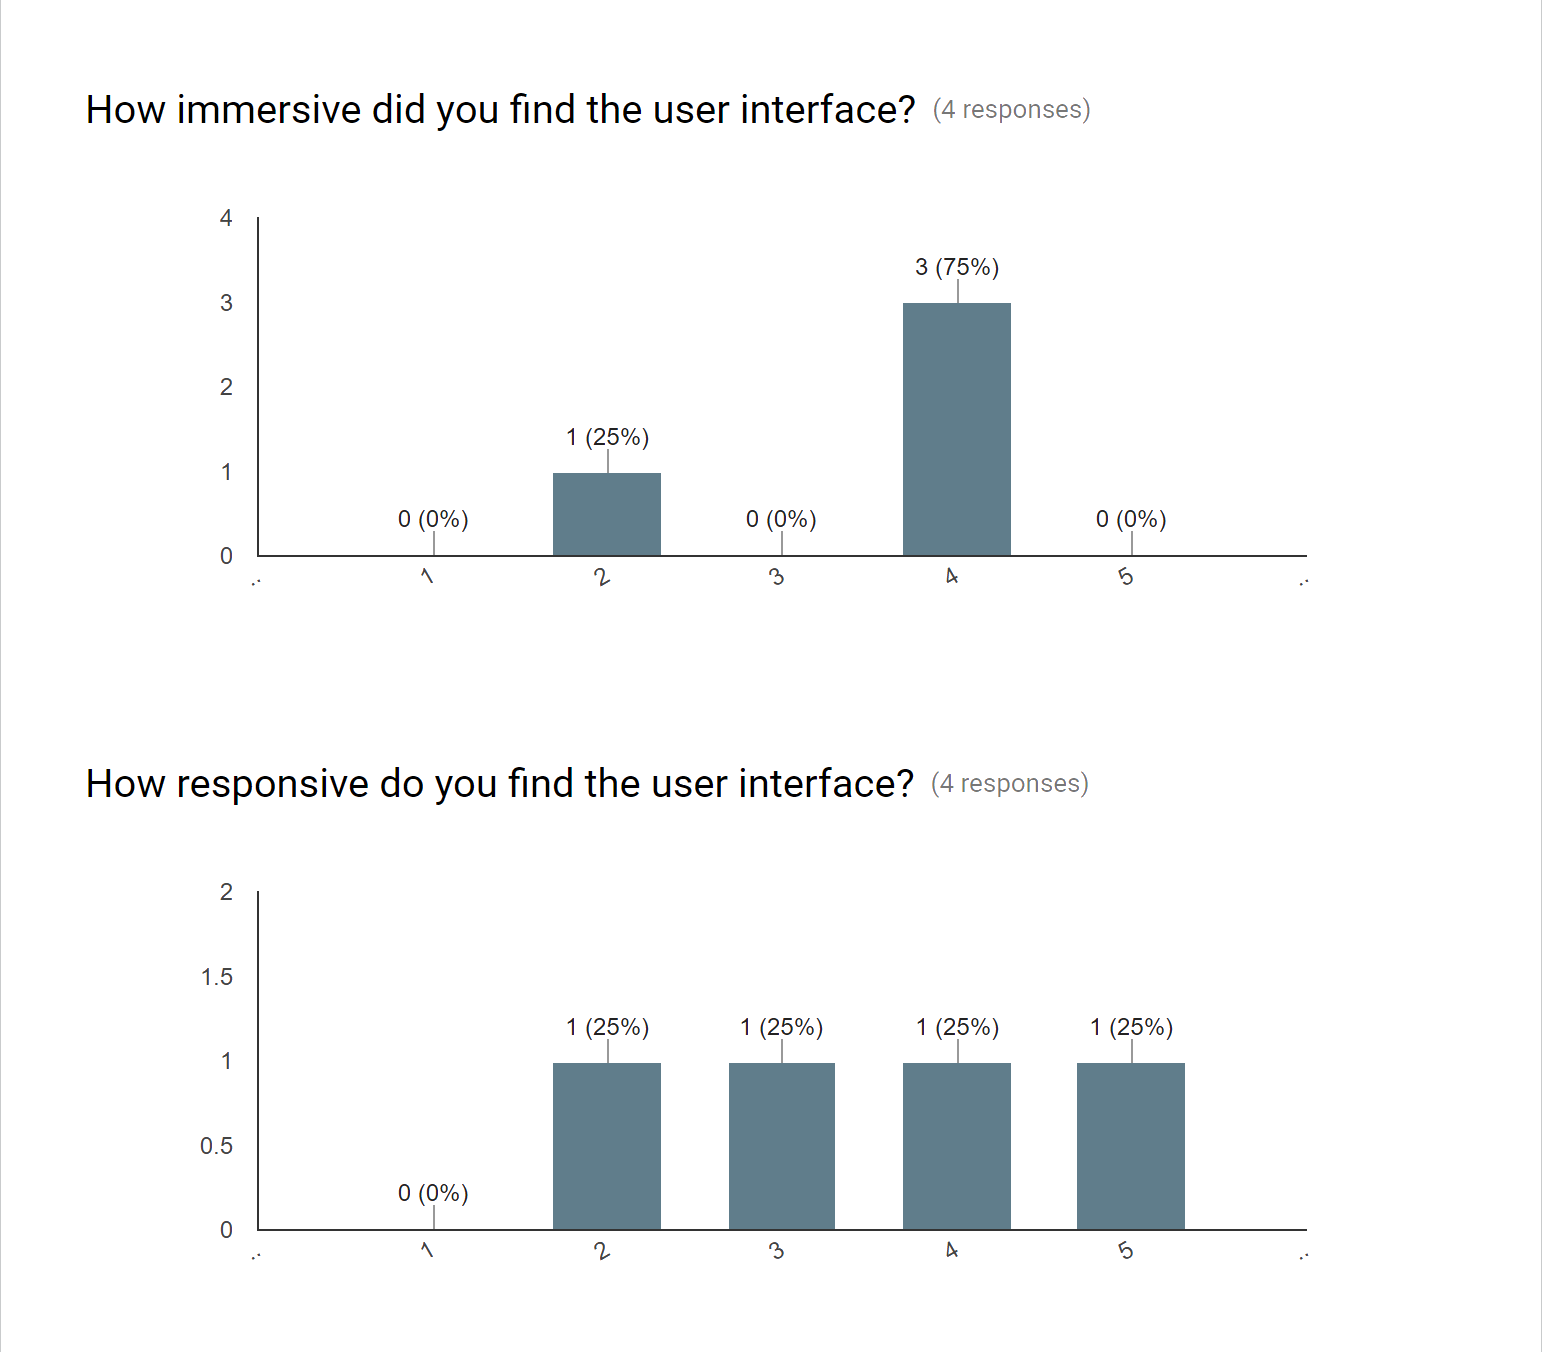 How immersive did you find the user interface? (4 responses)
4
3 (75%)
3
2
1 (25%)
1
0 (0%) 0 (0%) 0 (0%)
0
.. 1 2 3 4 5 ..
How responsive do you find the user interface? (4 responses)
2
1.5
1 (25%) 1 (25%) 1 (25%) 1 (25%)
1
0.5
0 (0%)
0
.. 1 2 3 4 5 ..